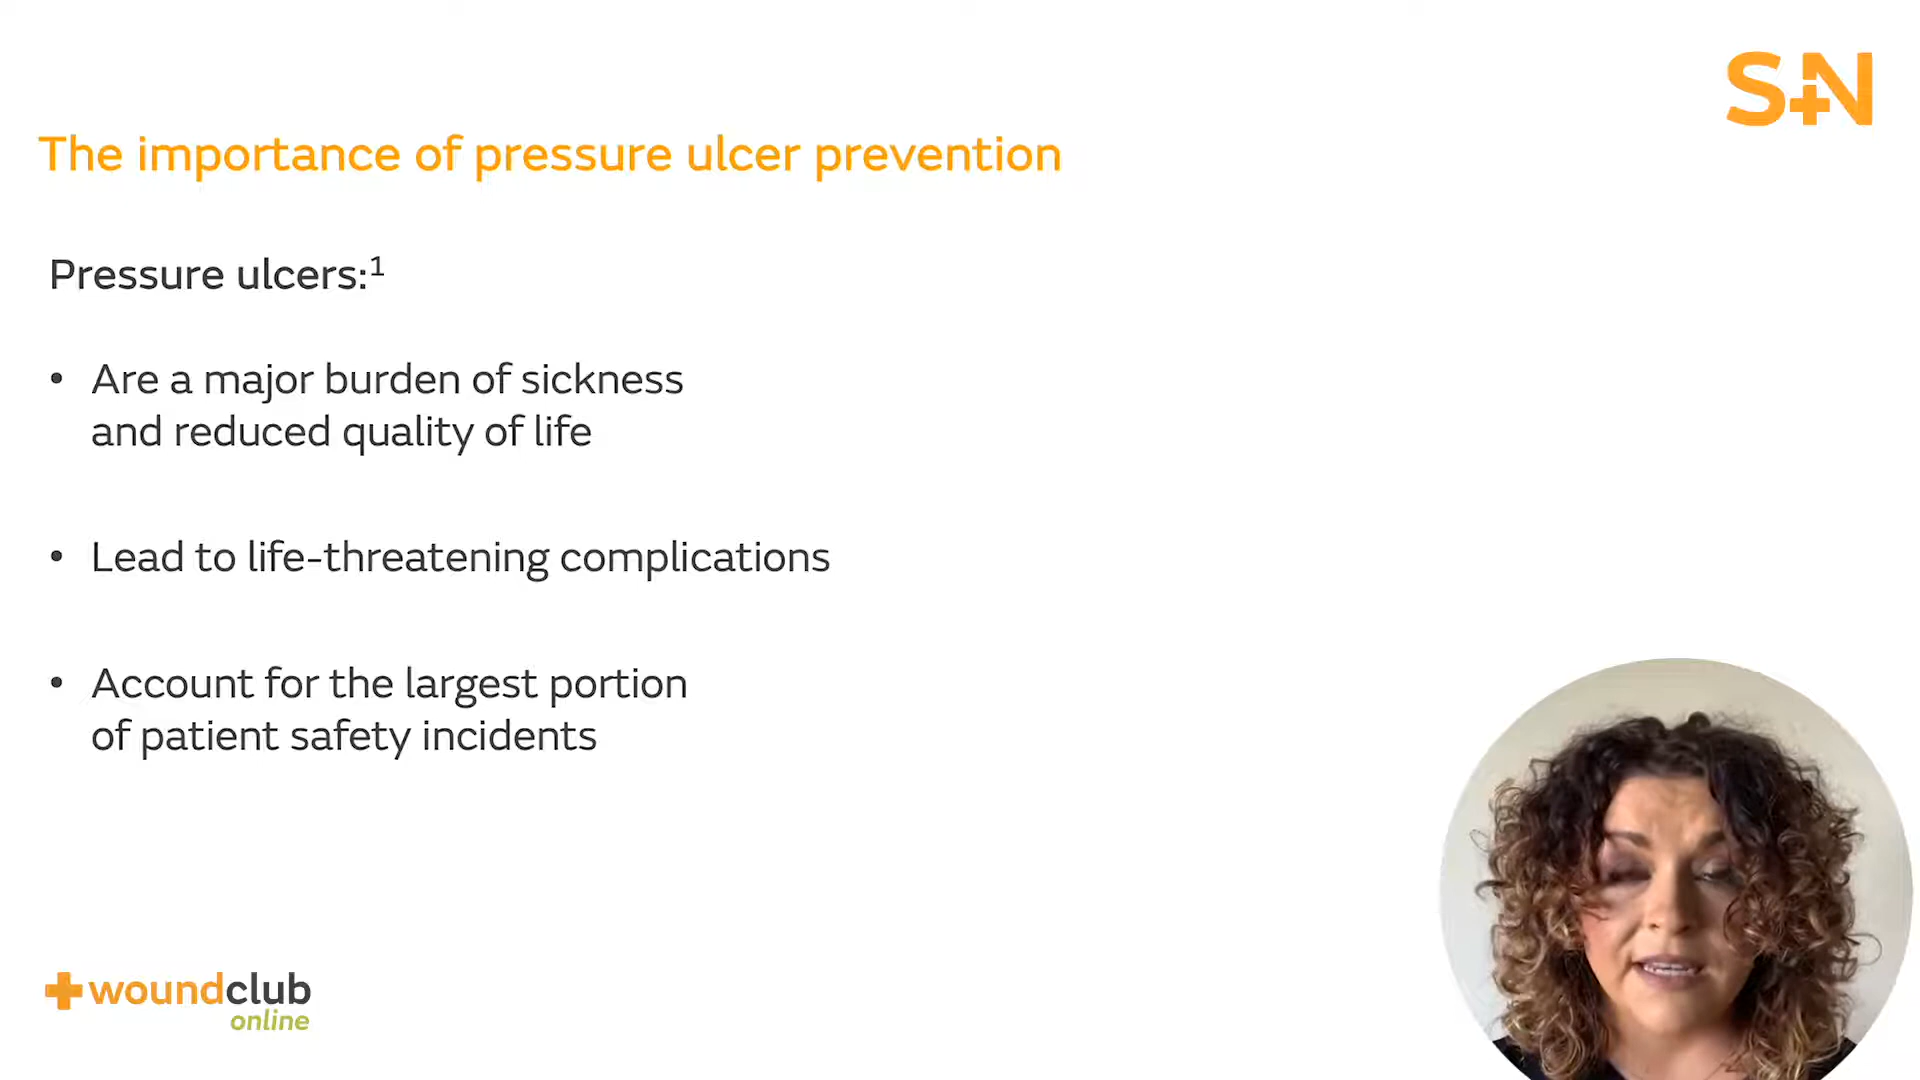 S+N
The importance of pressure ulcer prevention
Pressure ulcers:¹
• Are a major burden of sickness
and reduced quality of life
• Lead to life-threatening complications
• Account for the largest portion
of patient safety incidents
woundclub
online